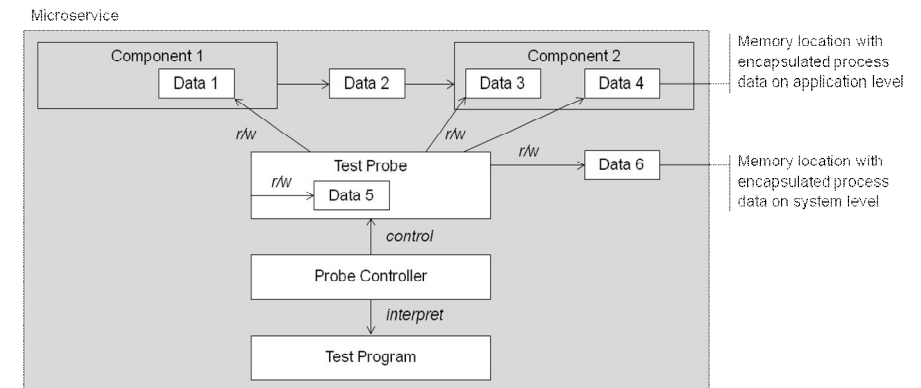 Microservice
Component 1
Component 2
Memory location with
encapsulated process
data on application level
Data 1
Data 2
Data 3
Data 4
r/w
r/w
r/w
Test Probe
Data 6
Memory location with
encapsulated process
data on system level
r/w
Data 5
control
Probe Controller
interpret
Test Program